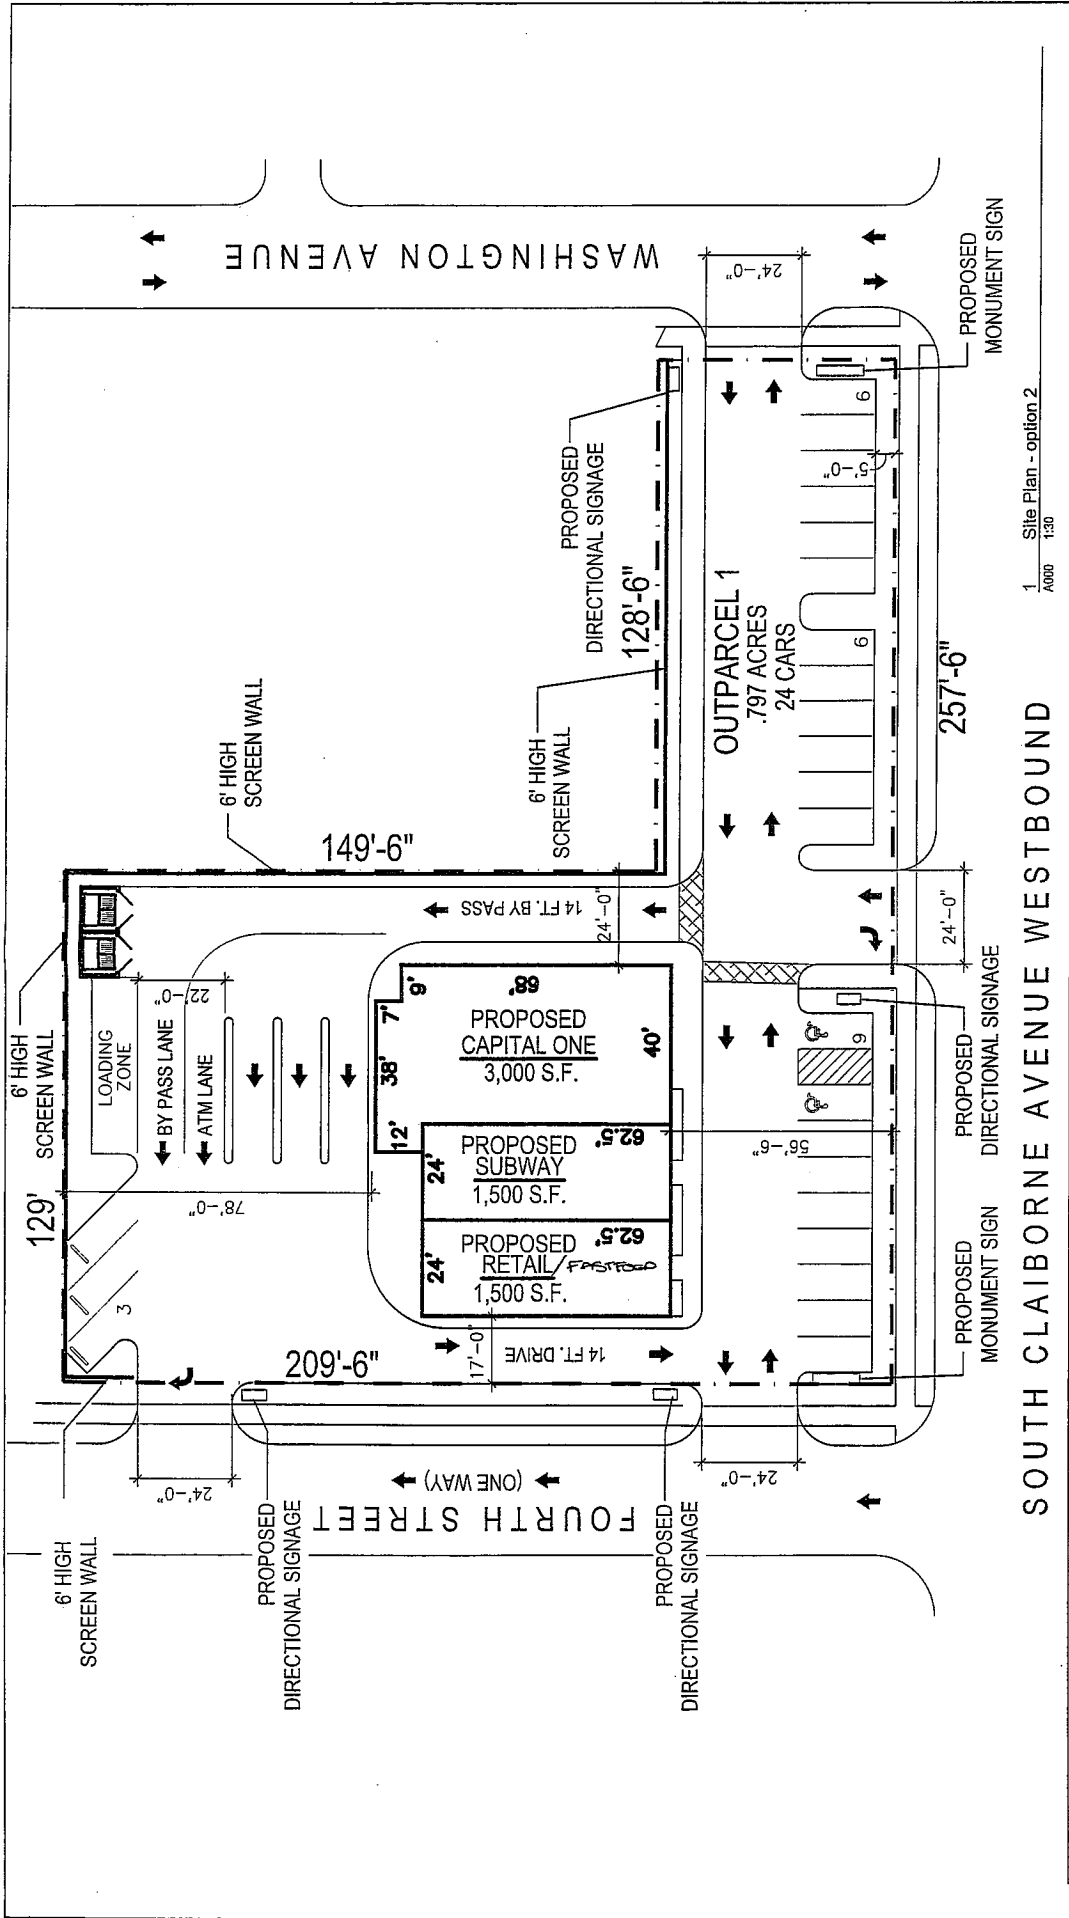 WASHINGTON AVENUE
24'-0"
PROPOSED
MONUMENT SIGN
PROPOSED
DIRECTIONAL SIGNAGE
128'-6"
6
5'-0"
1
Site Plan - option 2
A000
1:30
OUTPARCEL 1
.797 ACRES
24 CARS
6
257'-6"
6' HIGH
SCREEN WALL
6' HIGH
SCREEN WALL
149'-6"
14 FT. BY PASS
24'-0"
24'-0"
6' HIGH
SCREEN WALL
22'-0"
LOADING
ZONE
BY PASS LANE
ATM LANE
9'
7'
68'
38'
40'
12'
PROPOSED
CAPITAL ONE
3,000 S.F.
9
PROPOSED
DIRECTIONAL SIGNAGE
129'
78'-0"
24'
62.5'
PROPOSED
SUBWAY
1,500 S.F.
56'-6"
24'
62.5'
PROPOSED
RETAIL/FASTFOOD
1,500 S.F.
3
14 FT. DRIVE
17'-0"
209'-6"
PROPOSED
MONUMENT SIGN
24'-0"
(ONE WAY)
24'-0"
FOURTH STREET
6' HIGH
SCREEN WALL
PROPOSED
DIRECTIONAL SIGNAGE
PROPOSED
DIRECTIONAL SIGNAGE
SOUTH CLAIBORNE AVENUE WESTBOUND